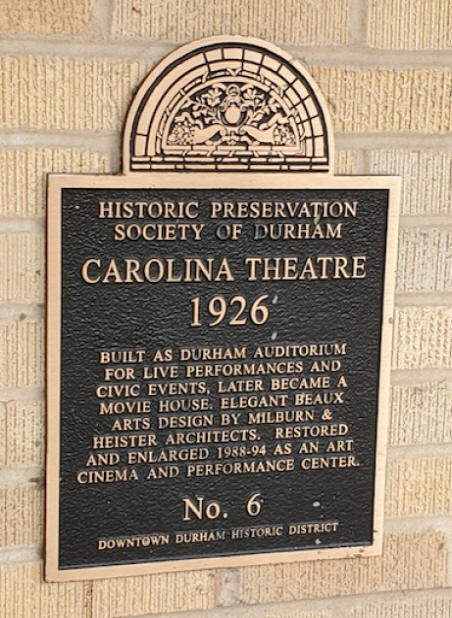 HISTORIC PRESERVATION
SOCIETY OF DURHAM
CAROLINA THEATRE
1926
BUILT AS DURHAM AUDITORIUM
FOR LIVE PERFORMANCES AND
CIVIC EVENTS, LATER BECAME A
MOVIE HOUSE. ELEGANT BEAUX
ARTS DESIGN BY MILBURN &
HEISTER ARCHITECTS. RESTORED
AND ENLARGED 1988-94 AS AN ART
CINEMA AND PERFORMANCE CENTER.
No. 6
DOWNTOWN DURHAM HISTORIC DISTRICT